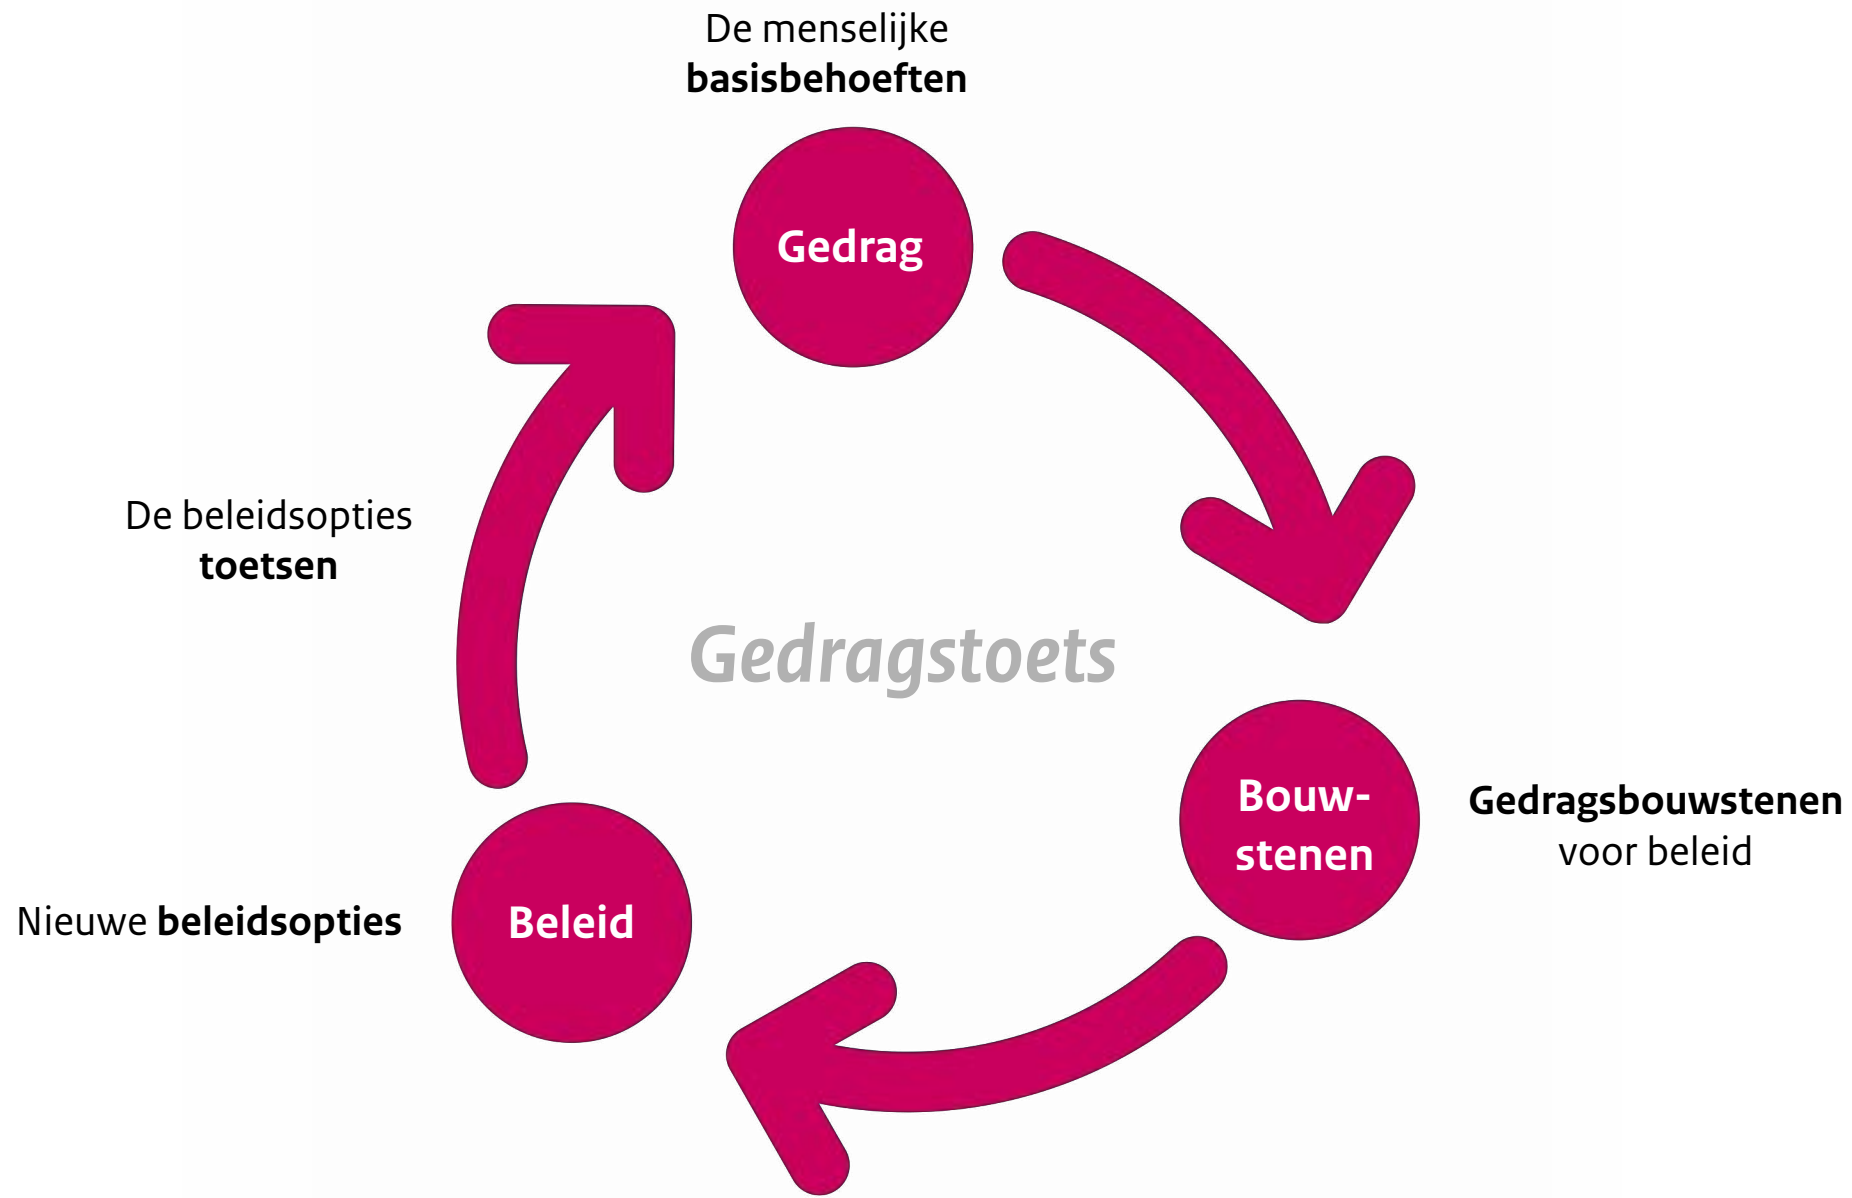 De menselijke
basisbehoeften
Gedrag
De beleidsopties
toetsen
Gedragstoets
Bouw-
stenen
Gedragsbouwstenen
voor beleid
Nieuwe beleidsopties
Beleid